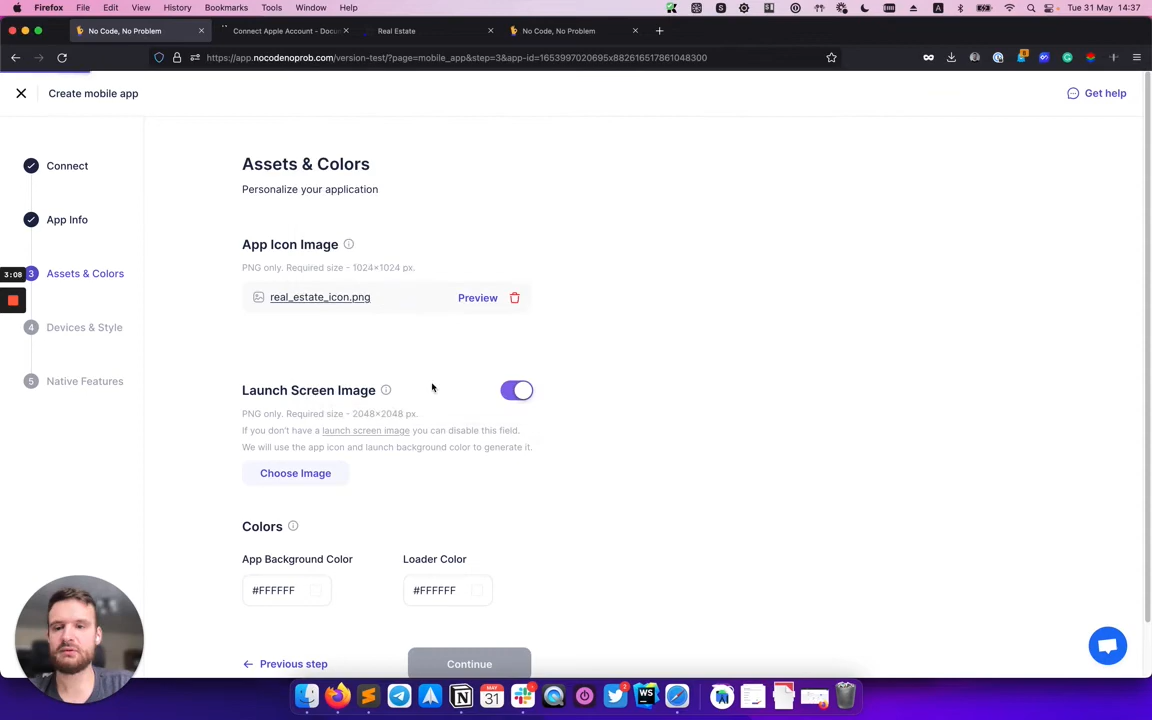 Firefox File Edit View History Bookmarks Tools Window Help
Tue 31 May 14:37
No Code, No Problem
Connect Apple Account - Docu
Real Estate
No Code, No Problem
https://app.nocodenoprob.com/version-test/?page=mobile_app&step=3&app-id=1653997020695x882616517861048300
Create mobile app
Get help
Connect
App Info
3:08
3 Assets & Colors
4 Devices & Style
5 Native Features
Assets & Colors
Personalize your application
App Icon Image
PNG only. Required size - 1024x1024 px.
real_estate_icon.png
Preview
Launch Screen Image
PNG only. Required size - 2048x2048 px.
If you don't have a launch screen image you can disable this field.
We will use the app icon and launch background color to generate it.
Choose Image
Colors
App Background Color
Loader Color
#FFFFFF
#FFFFFF
Previous step
Continue